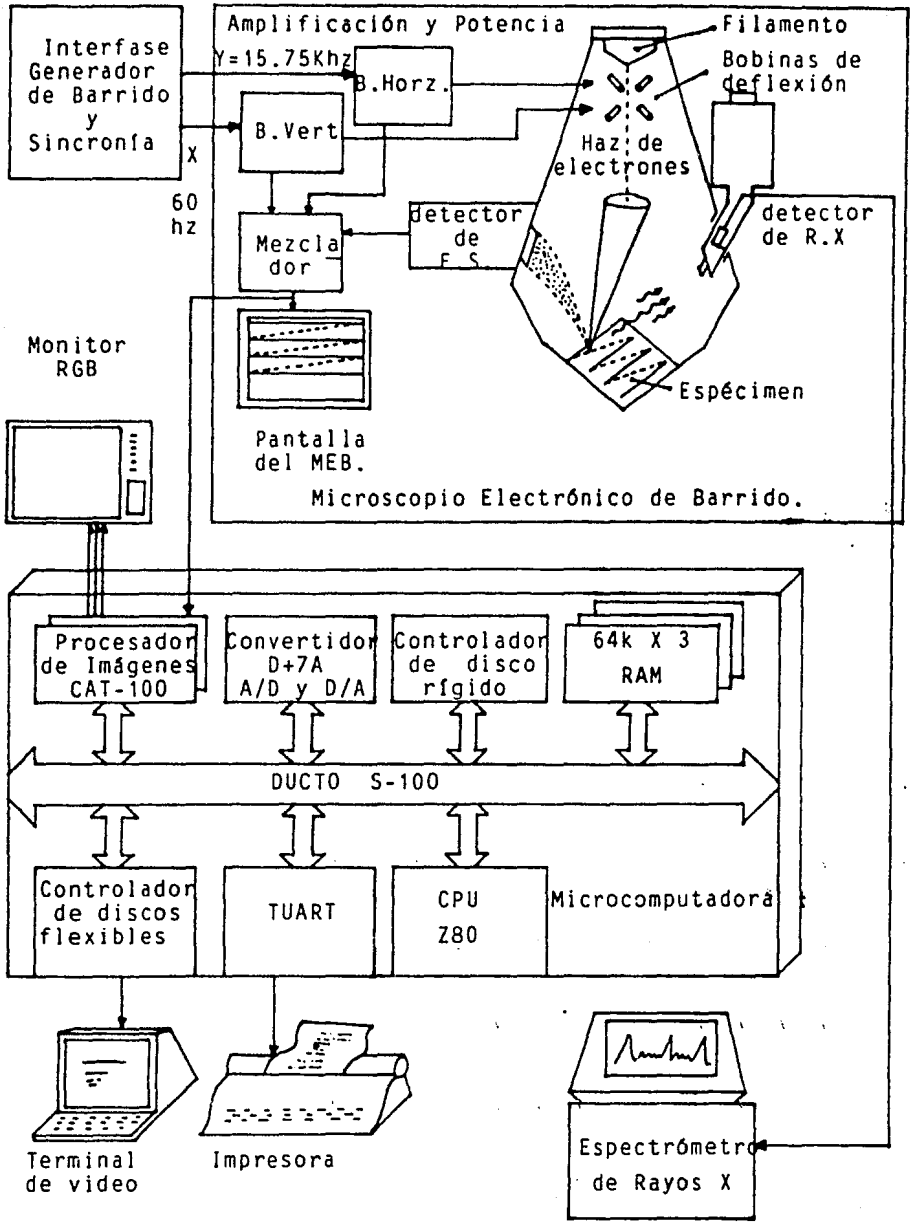 Interfase
Generador
de Barrido
y
Sincronía
Amplificación y Potencia
Y=15.75Khz
B.Horz.
B.Vert
X
60
hz
Mezcla
dor
detector
de
E.S.
Filamento
Bobinas de
deflexión
Haz de
electrones
detector
de R.X
Espécimen
Pantalla
del MEB.
Microscopio Electrónico de Barrido.
Monitor
RGB
Procesador
de Imágenes
CAT-100
Convertidor
D+7A
A/D y D/A
Controlador
de disco
rígido
64k X 3
RAM
DUCTO S-100
Controlador
de discos
flexibles
TUART
CPU
Z80
Microcomputadora
Terminal
de video
Impresora
Espectrómetro
de Rayos X